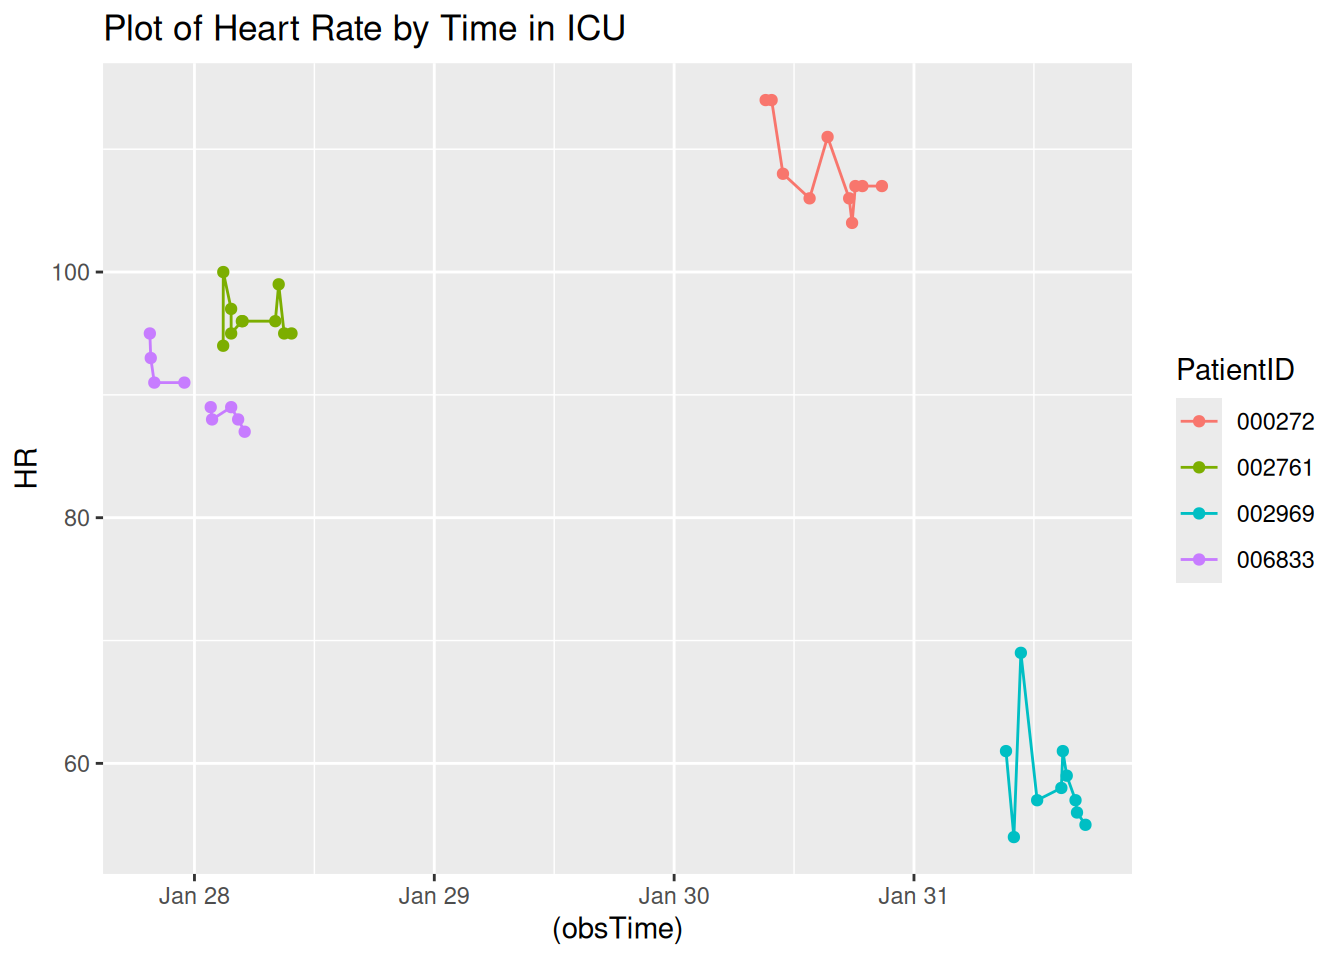 Plot of Heart Rate by Time in ICU
HR
100
80
60
Jan 28
Jan 29
Jan 30
Jan 31
(obsTime)
PatientID
000272
002761
002969
006833